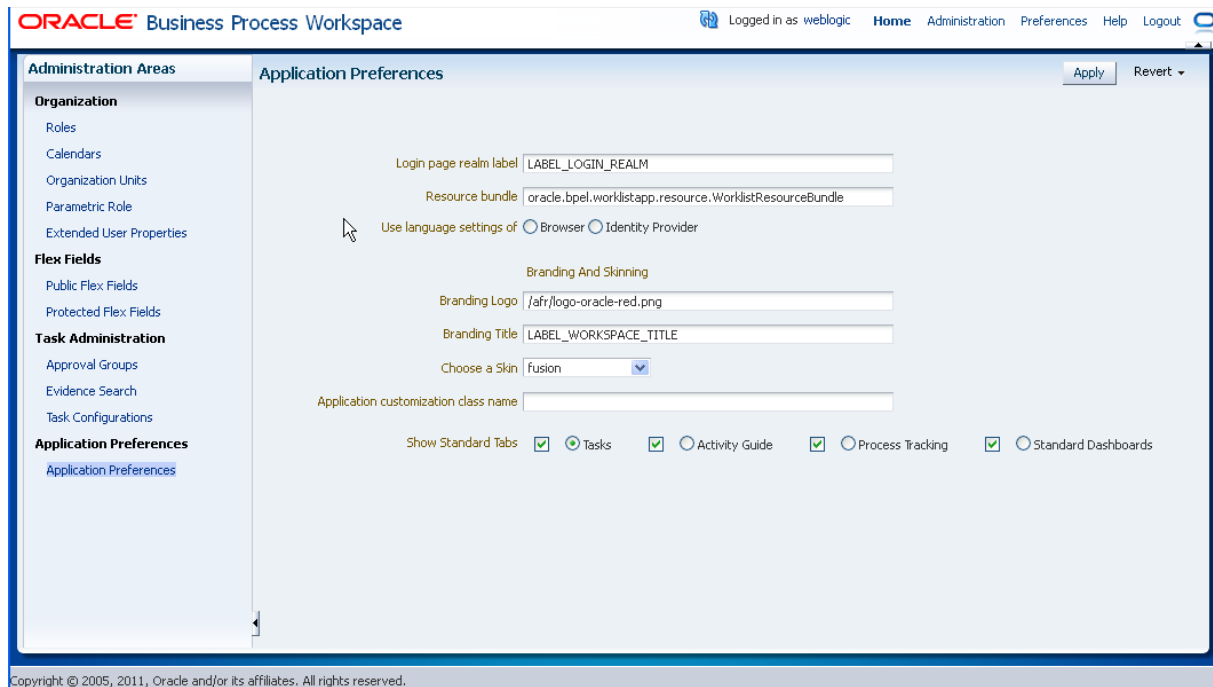 ORACLE Business Process Workspace
Logged in as weblogic Home Administration Preferences Help Logout
Administration Areas
Organization
Roles
Calendars
Organization Units
Parametric Role
Extended User Properties
Flex Fields
Public Flex Fields
Protected Flex Fields
Task Administration
Approval Groups
Evidence Search
Task Configurations
Application Preferences
Application Preferences
Application Preferences
Apply Revert
Login page realm label LABEL_LOGIN_REALM
Resource bundle oracle.bpel.worklistapp.resource.WorklistResourceBundle
Use language settings of Browser Identity Provider
Branding And Skinning
Branding Logo /afr/logo-oracle-red.png
Branding Title LABEL_WORKSPACE_TITLE
Choose a Skin fusion
Application customization class name
Show Standard Tabs Tasks Activity Guide Process Tracking Standard Dashboards
Copyright © 2005, 2011, Oracle and/or its affiliates. All rights reserved.